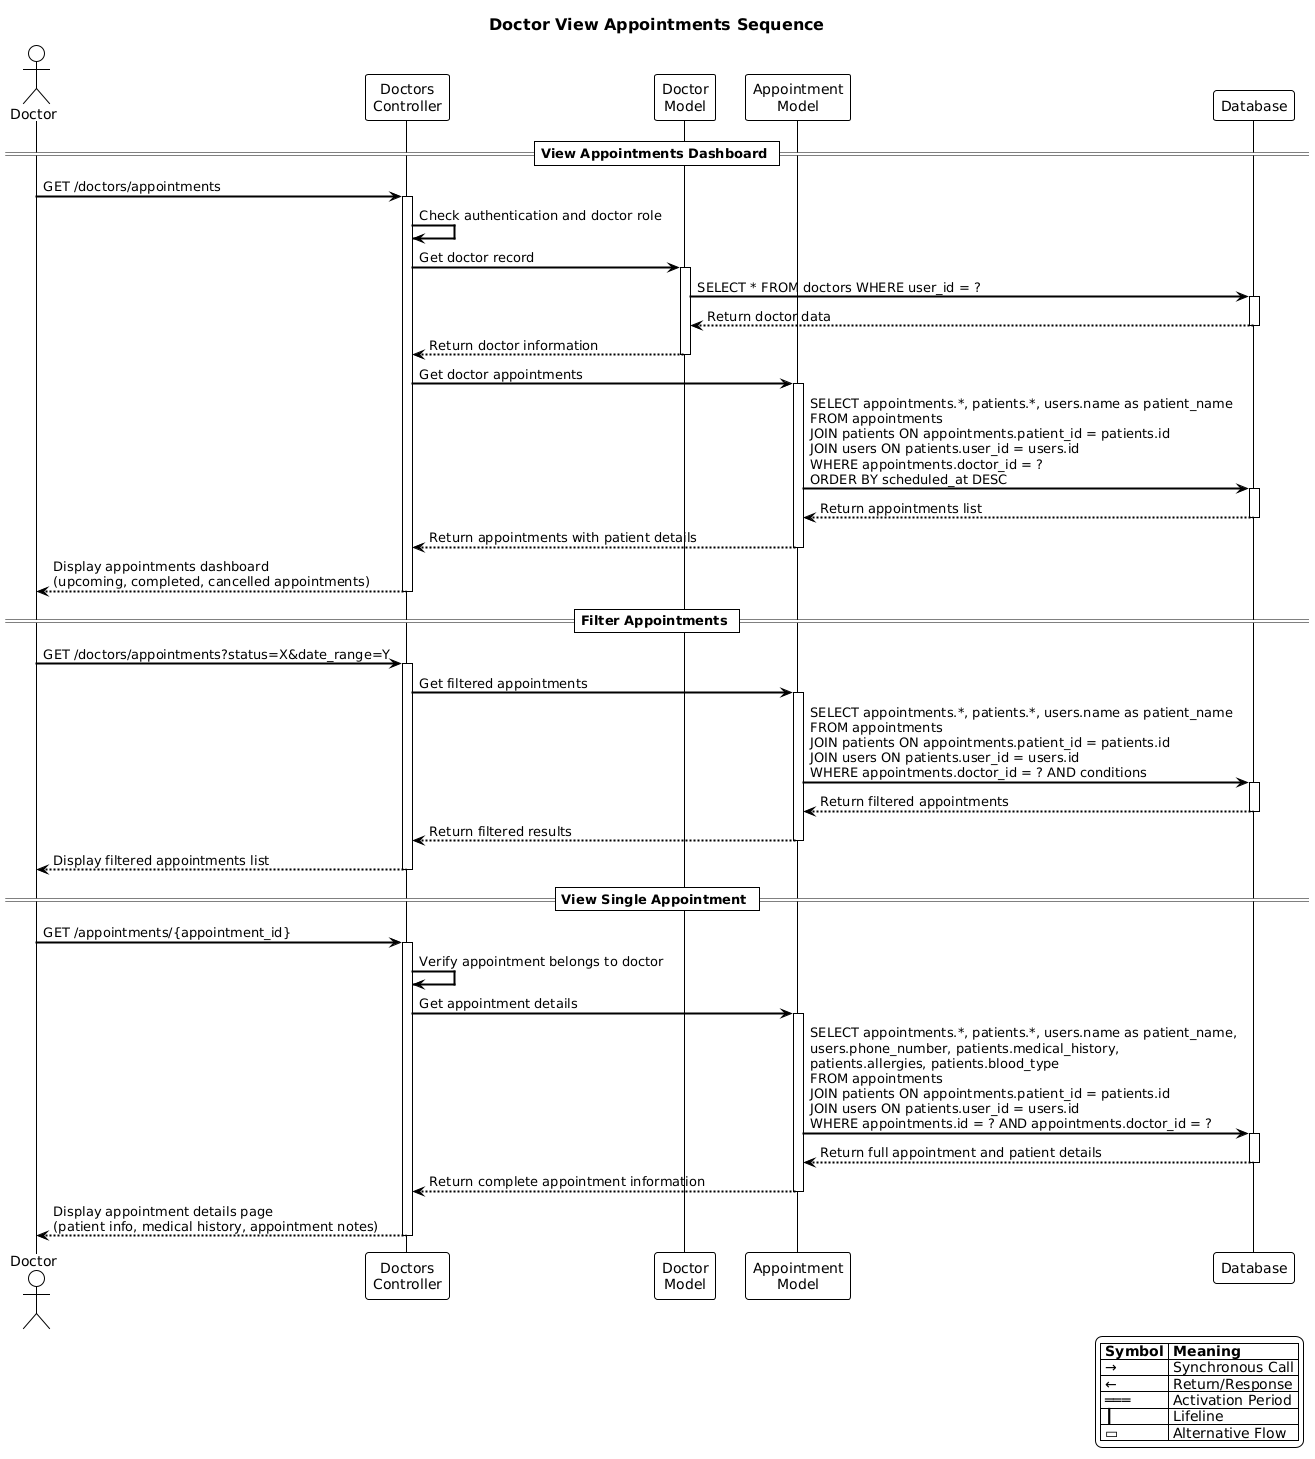 Doctor View Appointments Sequence
Doctor
Doctors
Controller
Doctor
Model
Appointment
Model
Database
View Appointments Dashboard
GET /doctors/appointments
Check authentication and doctor role
Get doctor record
SELECT * FROM doctors WHERE user_id = ?
Return doctor data
Return doctor information
Get doctor appointments
SELECT appointments.*, patients.*, users.name as patient_name
FROM appointments
JOIN patients ON appointments.patient_id = patients.id
JOIN users ON patients.user_id = users.id
WHERE appointments.doctor_id = ?
ORDER BY scheduled_at DESC
Return appointments list
Return appointments with patient details
Display appointments dashboard
(upcoming, completed, cancelled appointments)
Filter Appointments
GET /doctors/appointments?status=X&date_range=Y
Get filtered appointments
SELECT appointments.*, patients.*, users.name as patient_name
FROM appointments
JOIN patients ON appointments.patient_id = patients.id
JOIN users ON patients.user_id = users.id
WHERE appointments.doctor_id = ? AND conditions
Return filtered appointments
Return filtered results
Display filtered appointments list
View Single Appointment
GET /appointments/{appointment_id}
Verify appointment belongs to doctor
Get appointment details
SELECT appointments.*, patients.*, users.name as patient_name,
users.phone_number, patients.medical_history,
patients.allergies, patients.blood_type
FROM appointments
JOIN patients ON appointments.patient_id = patients.id
JOIN users ON patients.user_id = users.id
WHERE appointments.id = ? AND appointments.doctor_id = ?
Return full appointment and patient details
Return complete appointment information
Display appointment details page
(patient info, medical history, appointment notes)
Doctor
Doctors
Controller
Doctor
Model
Appointment
Model
Database
Symbol Meaning
→ Synchronous Call
← Return/Response
═══ Activation Period
┃ Lifeline
▭ Alternative Flow